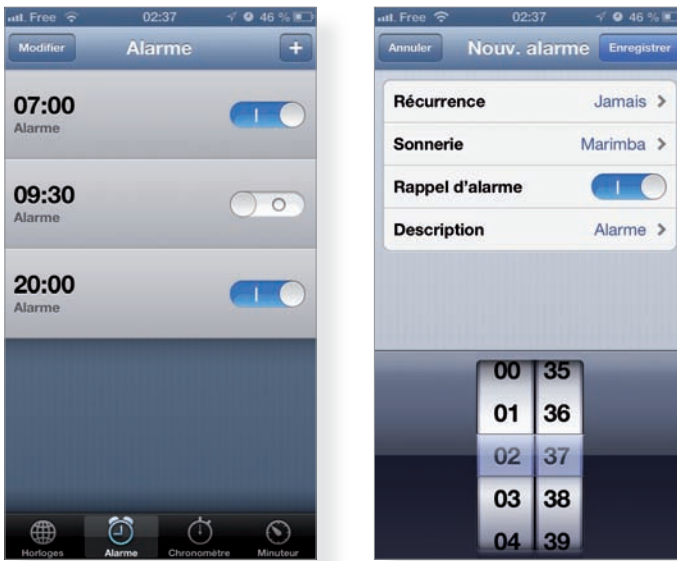 Free 02:37 46 %
Modifier Alarme +
07:00
Alarme
09:30
Alarme
20:00
Alarme
Horloges Alarme Chronomètre Minuteur
Free 02:37 46 %
Annuler Nouv. alarme Enregistrer
Récurrence Jamais >
Sonnerie Marimba >
Rappel d'alarme
Description Alarme >
00 35
01 36
02 37
03 38
04 39